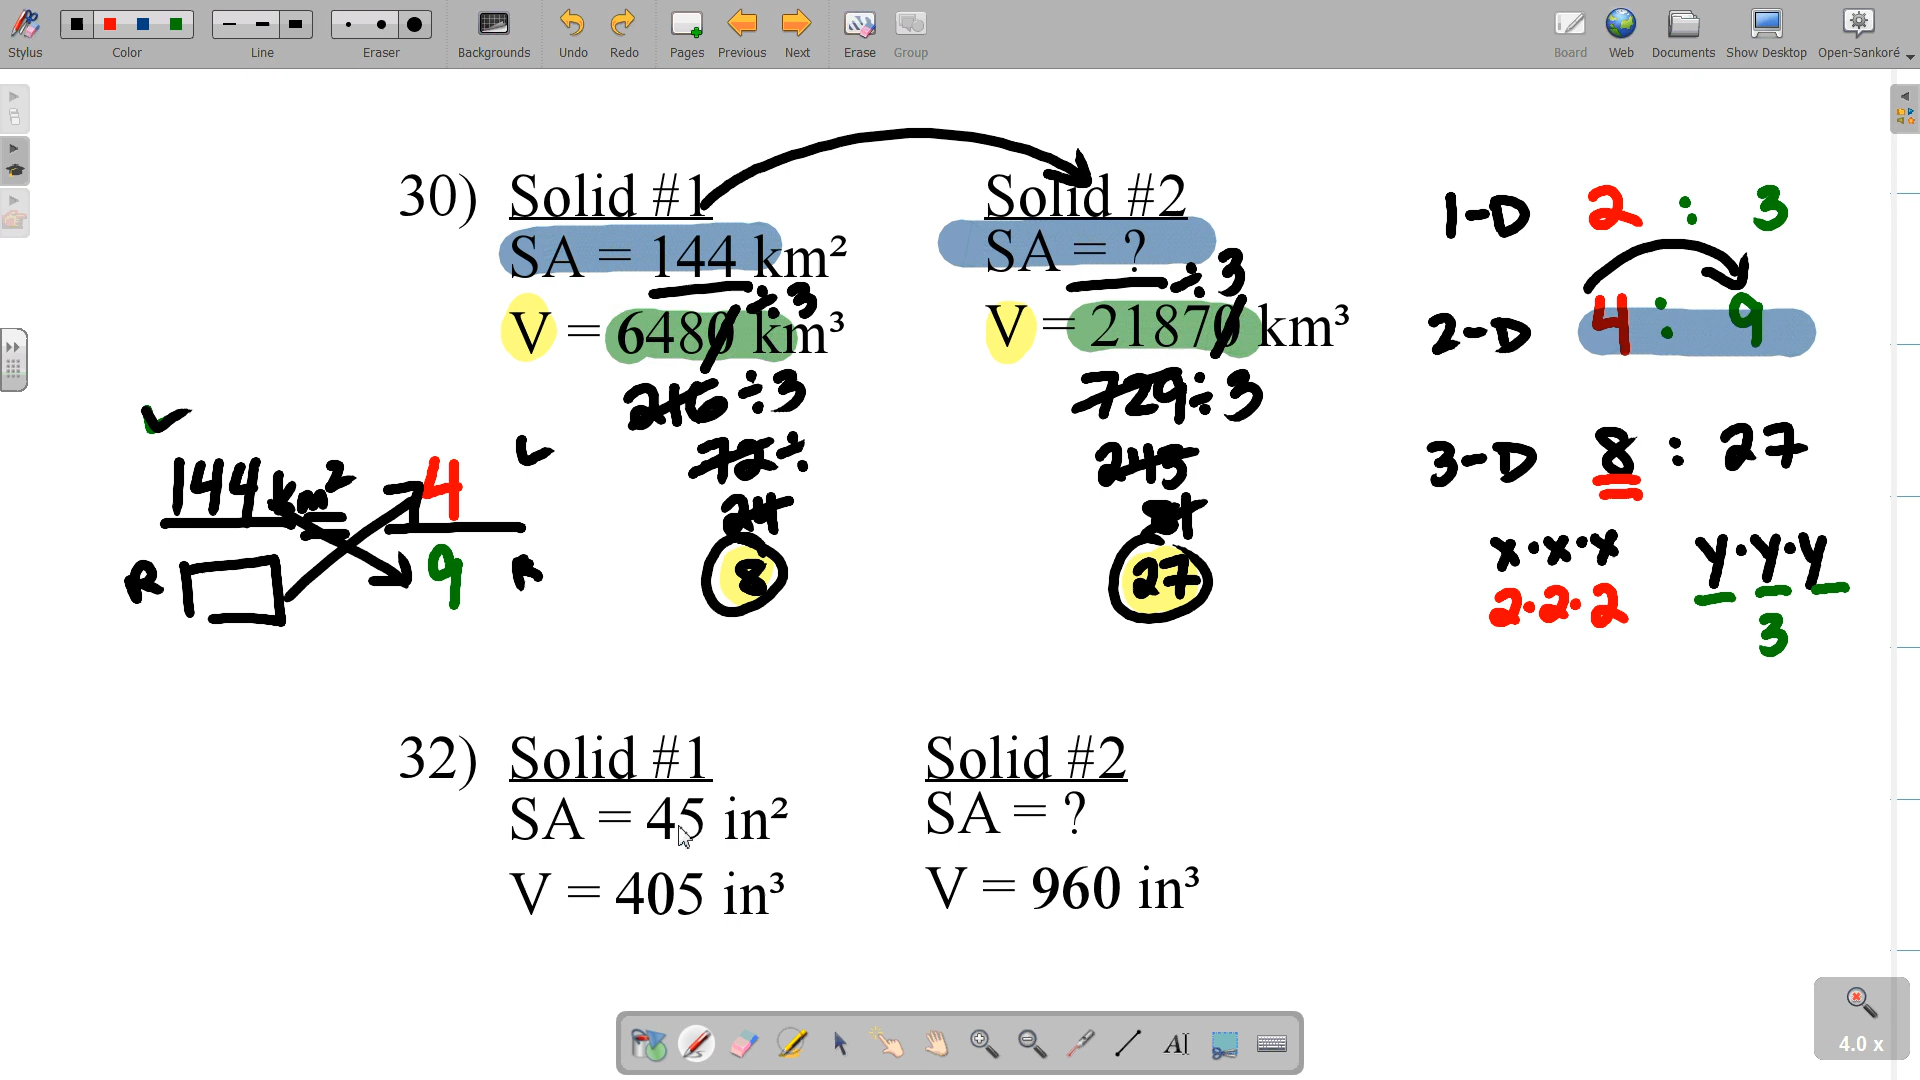 Stylus Color Line Eraser Backgrounds Undo Redo Pages Previous Next Erase Group Board Web Documents Show Desktop Open-Sankoré
30) Solid #1 Solid #2
SA = 144 km² SA = ?
÷3 ÷3
V = 6480 km³ V = 21870 km³
216 ÷3 729 ÷3
72 ÷ 243
24 81
8 27
144 km² 4
R 9 R
1-D 2 : 3
2-D 4 : 9
3-D 8 : 27
x·x·x y·y·y
2·2·2 3
32) Solid #1 Solid #2
SA = 45 in² SA = ?
V = 405 in³ V = 960 in³
4.0 x